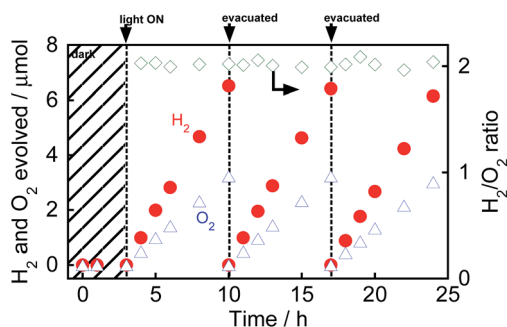 light ON evacuated evacuated
dark
H2 and O2 evolved / μmol
8
6
4
2
0
H2
O2
2
1
0
H2/O2 ratio
0 5 10 15 20 25
Time / h